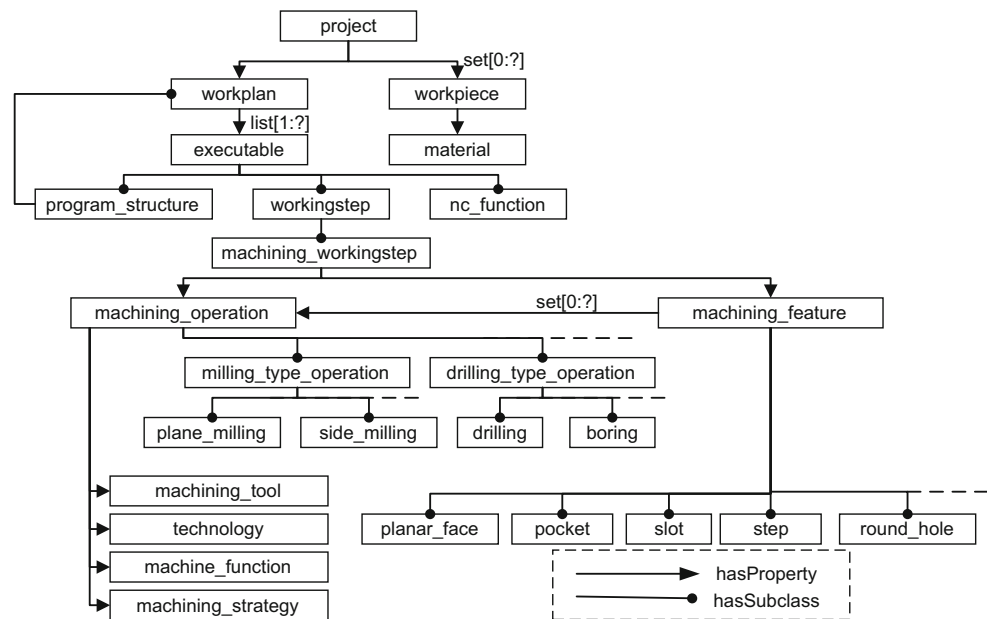 project
set[0:?]
workplan
workpiece
list[1:?]
executable
material
program_structure
workingstep
nc_function
machining_workingstep
set[0:?]
machining_operation
machining_feature
milling_type_operation
drilling_type_operation
plane_milling
side_milling
drilling
boring
machining_tool
technology
machine_function
machining_strategy
planar_face
pocket
slot
step
round_hole
hasProperty
hasSubclass